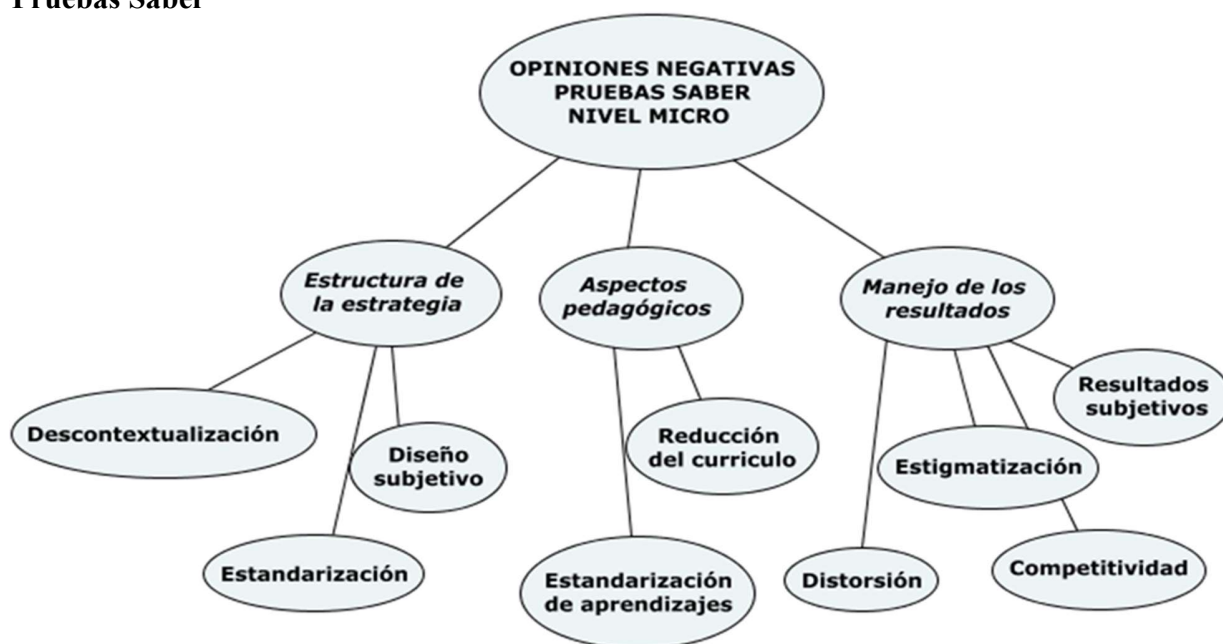 Pruebas Saber
OPINIONES NEGATIVAS
PRUEBAS SABER
NIVEL MICRO
Estructura de
la estrategia
Aspectos
pedagógicos
Manejo de los
resultados
Descontextualización
Diseño
subjetivo
Estandarización
Reducción
del curriculo
Estandarización
de aprendizajes
Resultados
subjetivos
Estigmatización
Distorsión
Competitividad